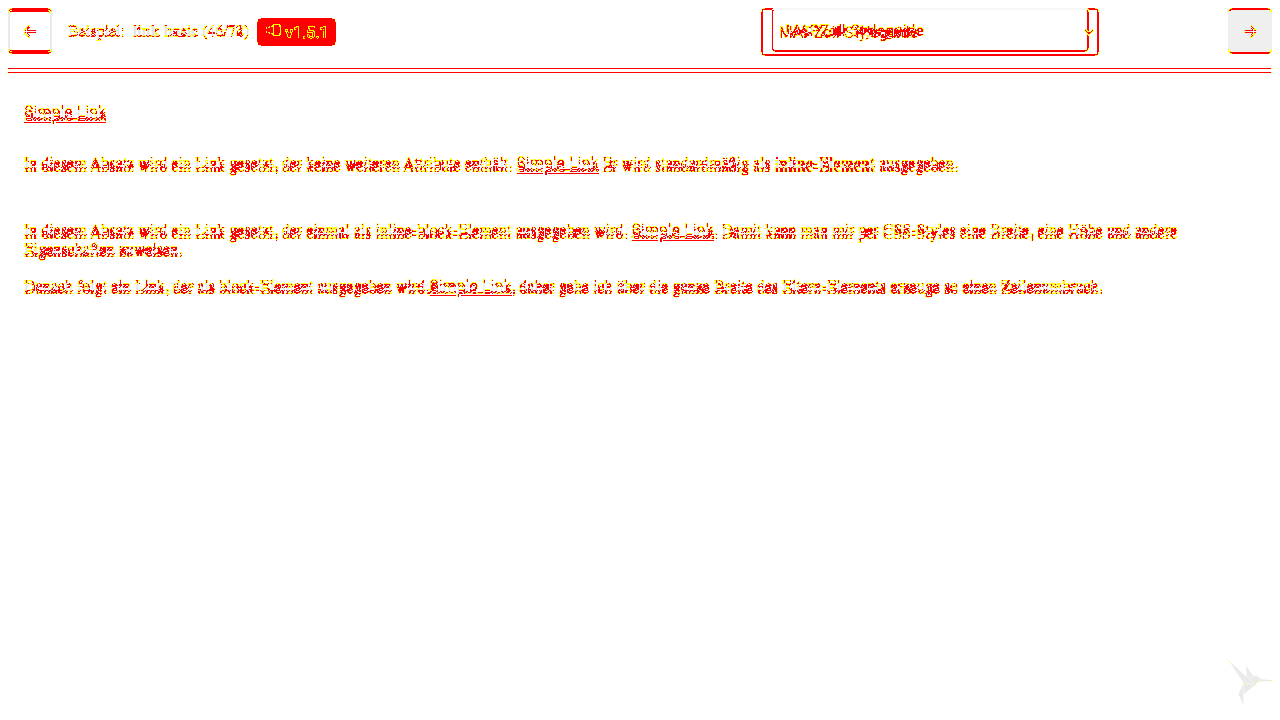 ← Beispiel: link basic (46/78) v1.5.1 →
Simple Link
In diesem Absatz wird ein Link gesetzt, der keine weiteren Attribute enthält. Simple Link Er wird standardmäßig als inline-Element ausgegeben.
In diesem Absatz wird ein Link gesetzt, der einmal als inline-block-Element ausgegeben wird. Simple Link. Damit kann man mir per CSS-Styles eine Breite, eine Höhe und andere
Eigenschaften zuweisen.
Danach folgt ein Link, der als block-Element ausgegeben wird.Simple Link, daher gehe ich über die ganze Breite des Eltern-Elements erzeuge so einen Zeilenumbruch.